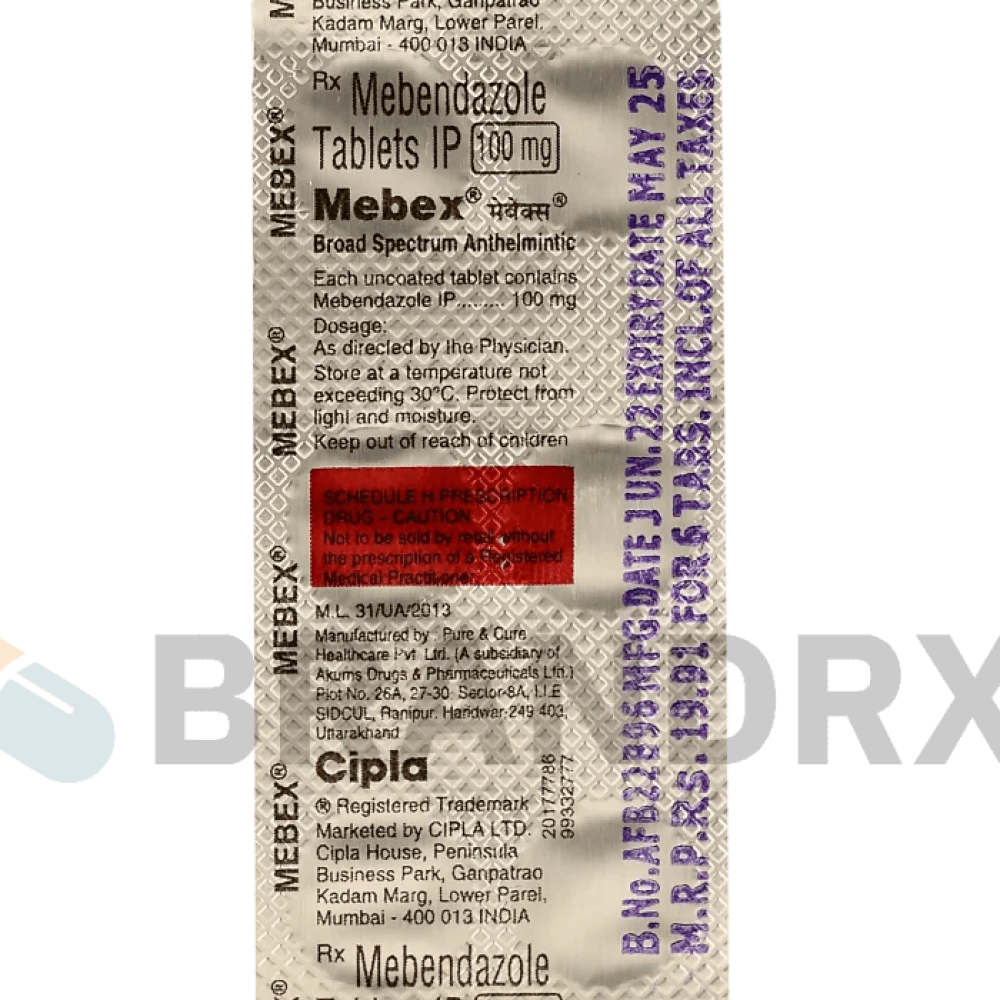 Business Park, Ganpatrao
Kadam Marg, Lower Parel,
Mumbai - 400 013 INDIA
Rx Mebendazole
Tablets IP 100 mg
Mebex® मेबेक्स®
Broad Spectrum Anthelmintic
Each uncoated tablet contains
Mebendazole IP......... 100 mg
Dosage:
As directed by the Physician.
Store at a temperature not
exceeding 30°C. Protect from
light and moisture.
Keep out of reach of children
SCHEDULE H PRESCRIPTION
DRUG - CAUTION
Not to be sold by retail without
the prescription of a Registered
Medical Practitioner.
M.L. 31/UA/2013
Manufactured by : Pure & Cure
Healthcare Pvt. Ltd. (A subsidiary of
Akums Drugs & Pharmaceuticals Ltd.)
Plot No. 26A, 27-30, Sector-8A, I.I.E.
SIDCUL, Ranipur, Haridwar-249 403,
Uttarakhand
Cipla
® Registered Trademark
Marketed by CIPLA LTD.
Cipla House, Peninsula
Business Park, Ganpatrao
Kadam Marg, Lower Parel,
Mumbai - 400 013 INDIA
Rx Mebendazole
Tablets IP
MEBEX®
MEBEX®
MEBEX®
MEBEX®
20177786
99332777
B.No.AFB22B96 MFG.DATE JUN.22 EXPIRY DATE MAY 25
M.R.P.RS. 19.91 FOR 6 TABS. INCL.OF ALL TAXES
BRANDRX